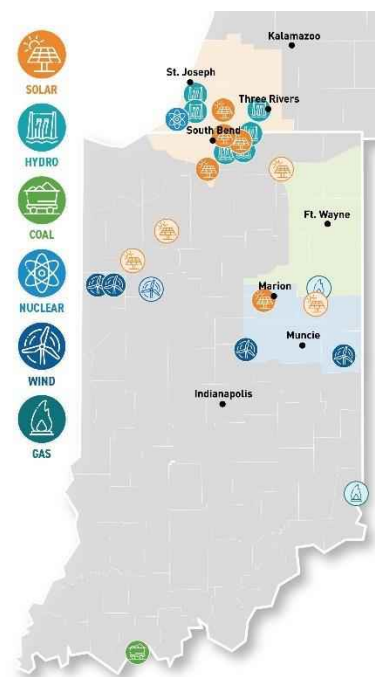 SOLAR
HYDRO
COAL
NUCLEAR
WIND
GAS
Kalamazoo
St. Joseph
Three Rivers
South Bend
Ft. Wayne
Marion
Muncie
Indianapolis